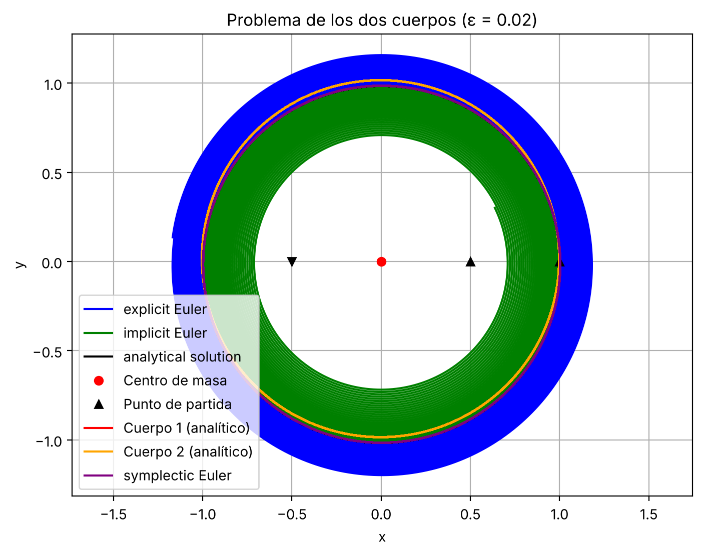 Problema de los dos cuerpos (ε = 0.02)
y
1.0
0.5
0.0
−0.5
−1.0
explicit Euler
implicit Euler
analytical solution
Centro de masa
Punto de partida
Cuerpo 1 (analítico)
Cuerpo 2 (analítico)
symplectic Euler
−1.5 −1.0 −0.5 0.0 0.5 1.0 1.5
x